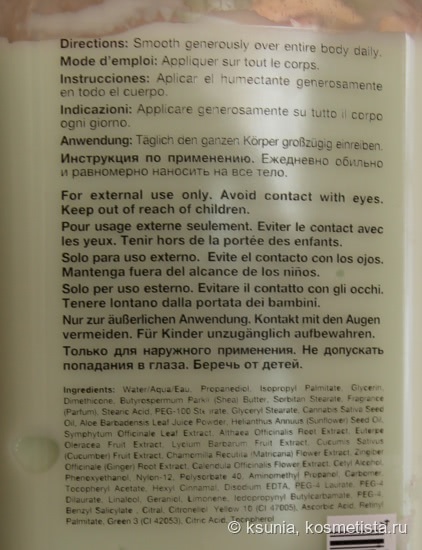 Directions: Smooth generously over entire body daily.
Mode d'emploi: Appliquer sur tout le corps.
Instrucciones: Aplicar el humectante generosamente
en todo el cuerpo.
Indicazioni: Applicare generosamente su tutto il corpo
ogni giorno.
Anwendung: Täglich den ganzen Körper großzügig einreiben.
Инструкция по применению. Ежедневно обильно
и равномерно наносить на все тело.
For external use only. Avoid contact with eyes.
Keep out of reach of children.
Pour usage externe seulement. Eviter le contact avec
les yeux. Tenir hors de la portée des enfants.
Solo para uso externo. Evite el contacto con los ojos.
Mantenga fuera del alcance de los niños.
Solo per uso esterno. Evitare il contatto con gli occhi.
Tenere lontano dalla portata dei bambini.
Nur zur äußerlichen Anwendung. Kontakt mit den Augen
vermeiden. Für Kinder unzugänglich aufbewahren.
Только для наружного применения. Не допускать
попадания в глаза. Беречь от детей.
Ingredients: Water/Aqua/Eau, Propanediol, Isopropyl Palmitate, Glycerin,
Dimethicone, Butyrospermum Parkii (Shea) Butter, Sorbitan Stearate, Fragrance
(Parfum), Stearic Acid, PEG-100 Stearate, Glyceryl Stearate, Cannabis Sativa Seed
Oil, Aloe Barbadensis Leaf Juice Powder, Helianthus Annuus (Sunflower) Seed Oil,
Symphytum Officinale Leaf Extract, Althaea Officinalis Root Extract, Euterpe
Oleracea Fruit Extract, Lycium Barbarum Fruit Extract, Cucumis Sativus
(Cucumber) Fruit Extract, Chamomilla Recutita (Matricaria) Flower Extract, Zingiber
Officinale (Ginger) Root Extract, Calendula Officinalis Flower Extract, Cetyl Alcohol,
Phenoxyethanol, Nylon-12, Polysorbate 40, Aminomethyl Propanol, Carbomer,
Tocopheryl Acetate, Hexyl Cinnamal, Disodium EDTA, PEG-4 Laurate, PEG-4
Dilaurate, Linalool, Geraniol, Limonene, Iodopropynyl Butylcarbamate, PEG-4,
Benzyl Salicylate, Citral, Citronellol, Yellow 10 (CI 47005), Ascorbic Acid, Retinyl
Palmitate, Green 3 (CI 42053), Citric Acid, Tocopherol
© ksunia, kosmetista.ru